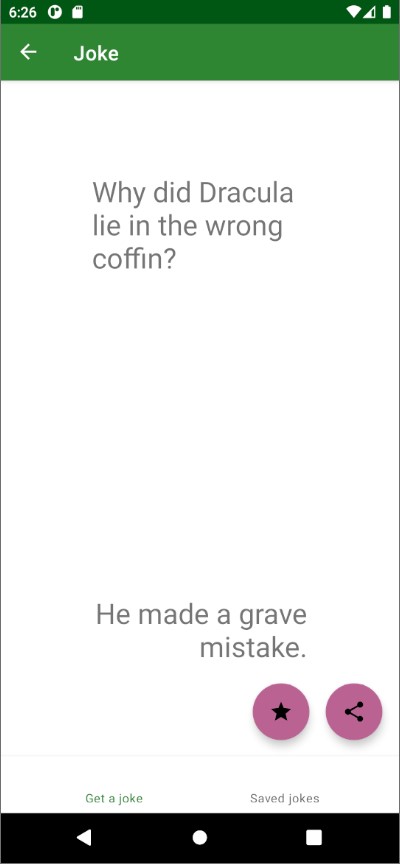 6:26
Joke
Why did Dracula
lie in the wrong
coffin?
He made a grave
mistake.
Get a joke
Saved jokes